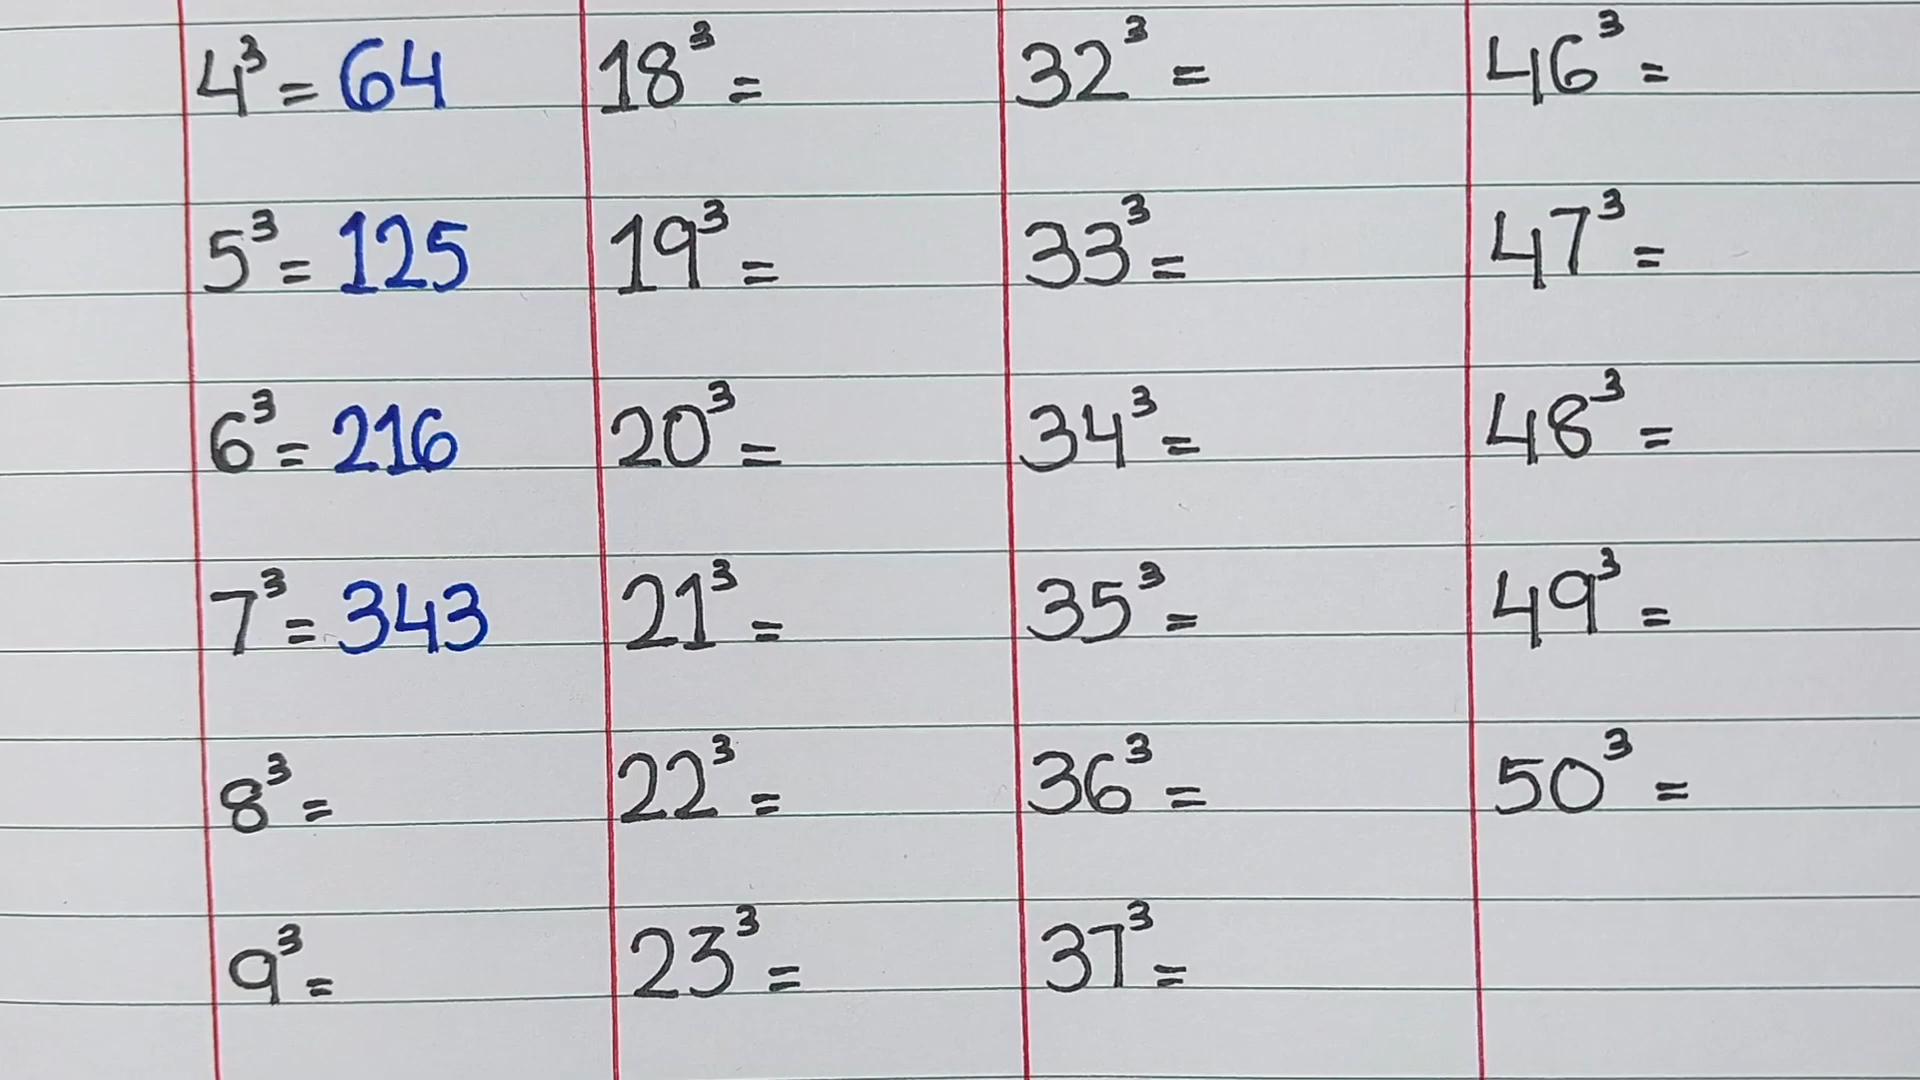 4³ = 64 18³ = 32³ = 46³ =
5³ = 125 19³ = 33³ = 47³ =
6³ = 216 20³ = 34³ = 48³ =
7³ = 343 21³ = 35³ = 49³ =
8³ = 22³ = 36³ = 50³ =
9³ = 23³ = 37³ =